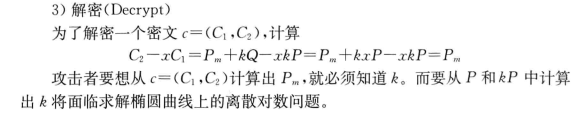 3) 解密(Decrypt)
为了解密一个密文 c=(C₁,C₂),计算
C₂−xC₁=Pₘ+kQ−xkP=Pₘ+kxP−xkP=Pₘ
攻击者要想从 c=(C₁,C₂)计算出 Pₘ,就必须知道 k。而要从 P 和 kP 中计算
出 k 将面临求解椭圆曲线上的离散对数问题。